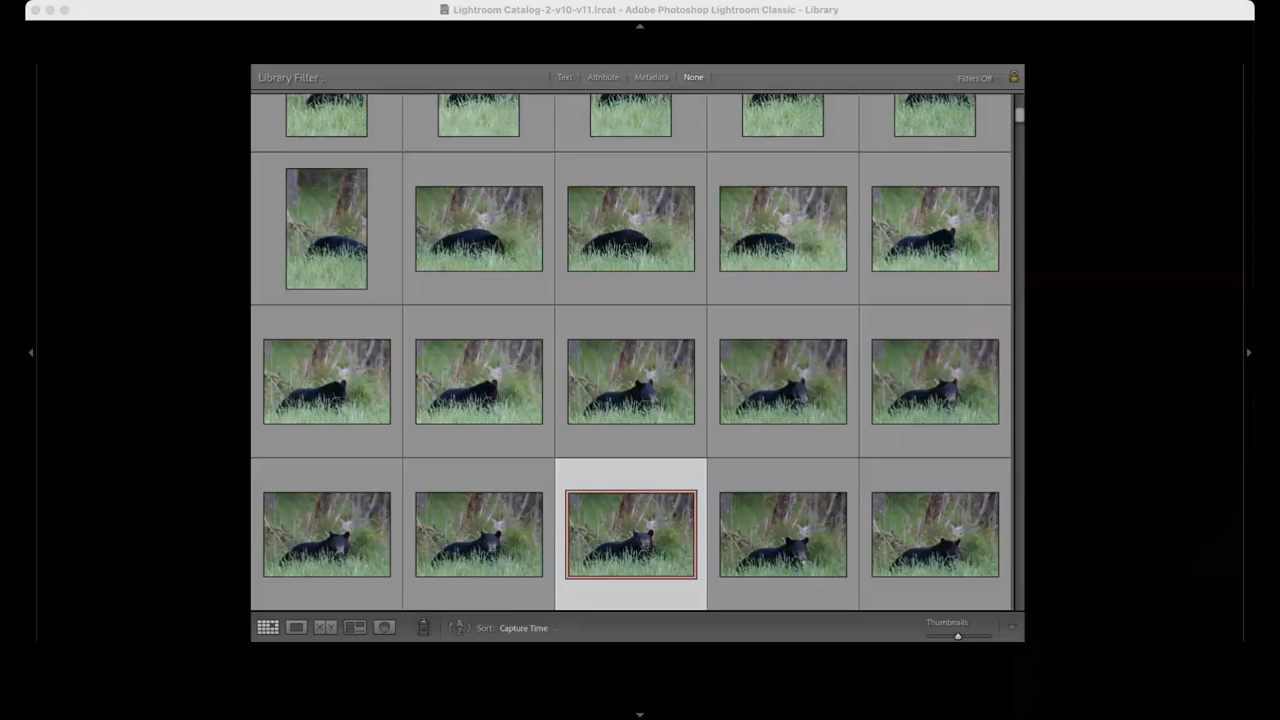 Lightroom Catalog-2-v10-v11.lrcat - Adobe Photoshop Lightroom Classic - Library
Library Filter : Text Attribute Metadata None Filters Off
X Y A Z Sort: Capture Time Thumbnails